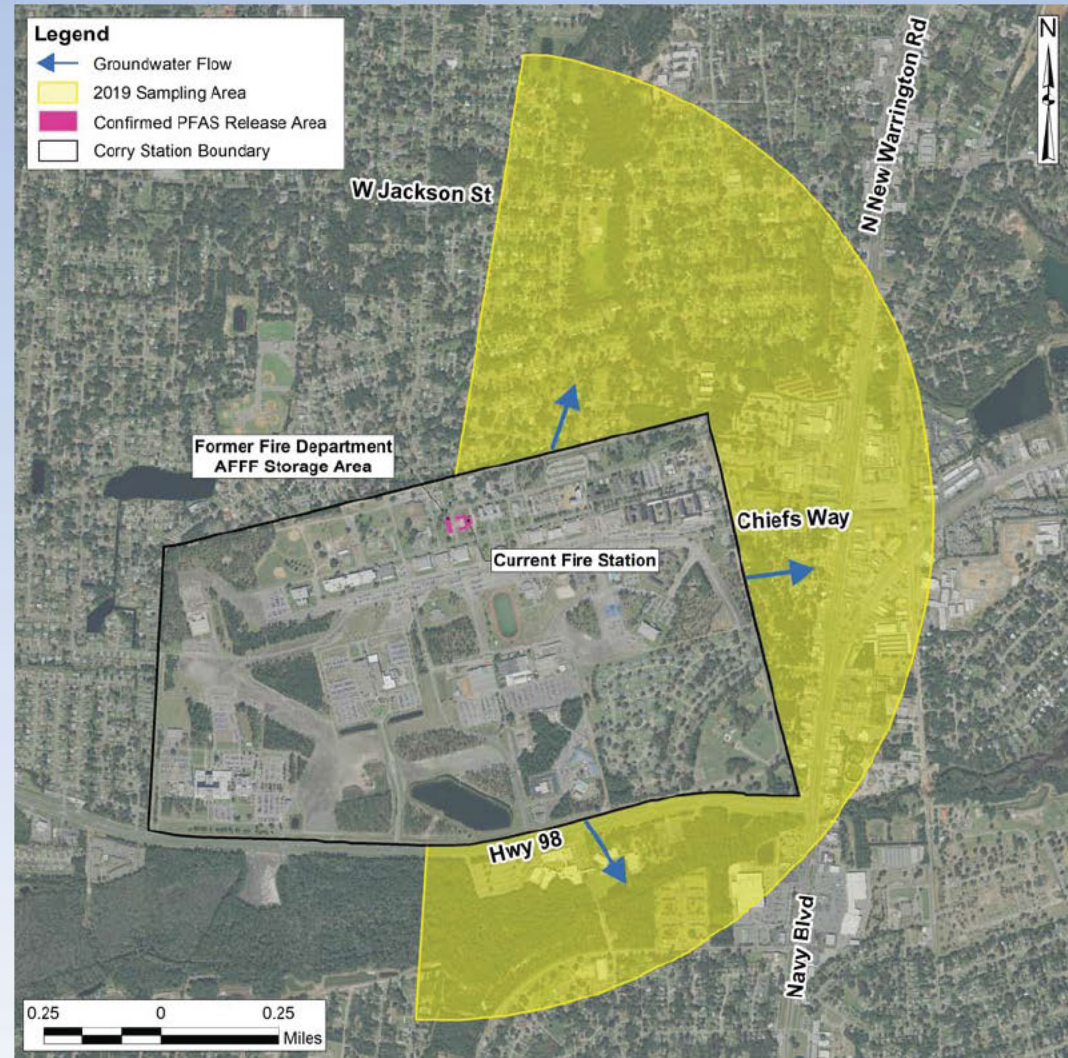 Legend
Groundwater Flow
2019 Sampling Area
Confirmed PFAS Release Area
Corry Station Boundary
N
W Jackson St
N New Warrington Rd
Former Fire Department
AFFF Storage Area
Chiefs Way
Current Fire Station
Hwy 98
Navy Blvd
0.25 0 0.25
Miles